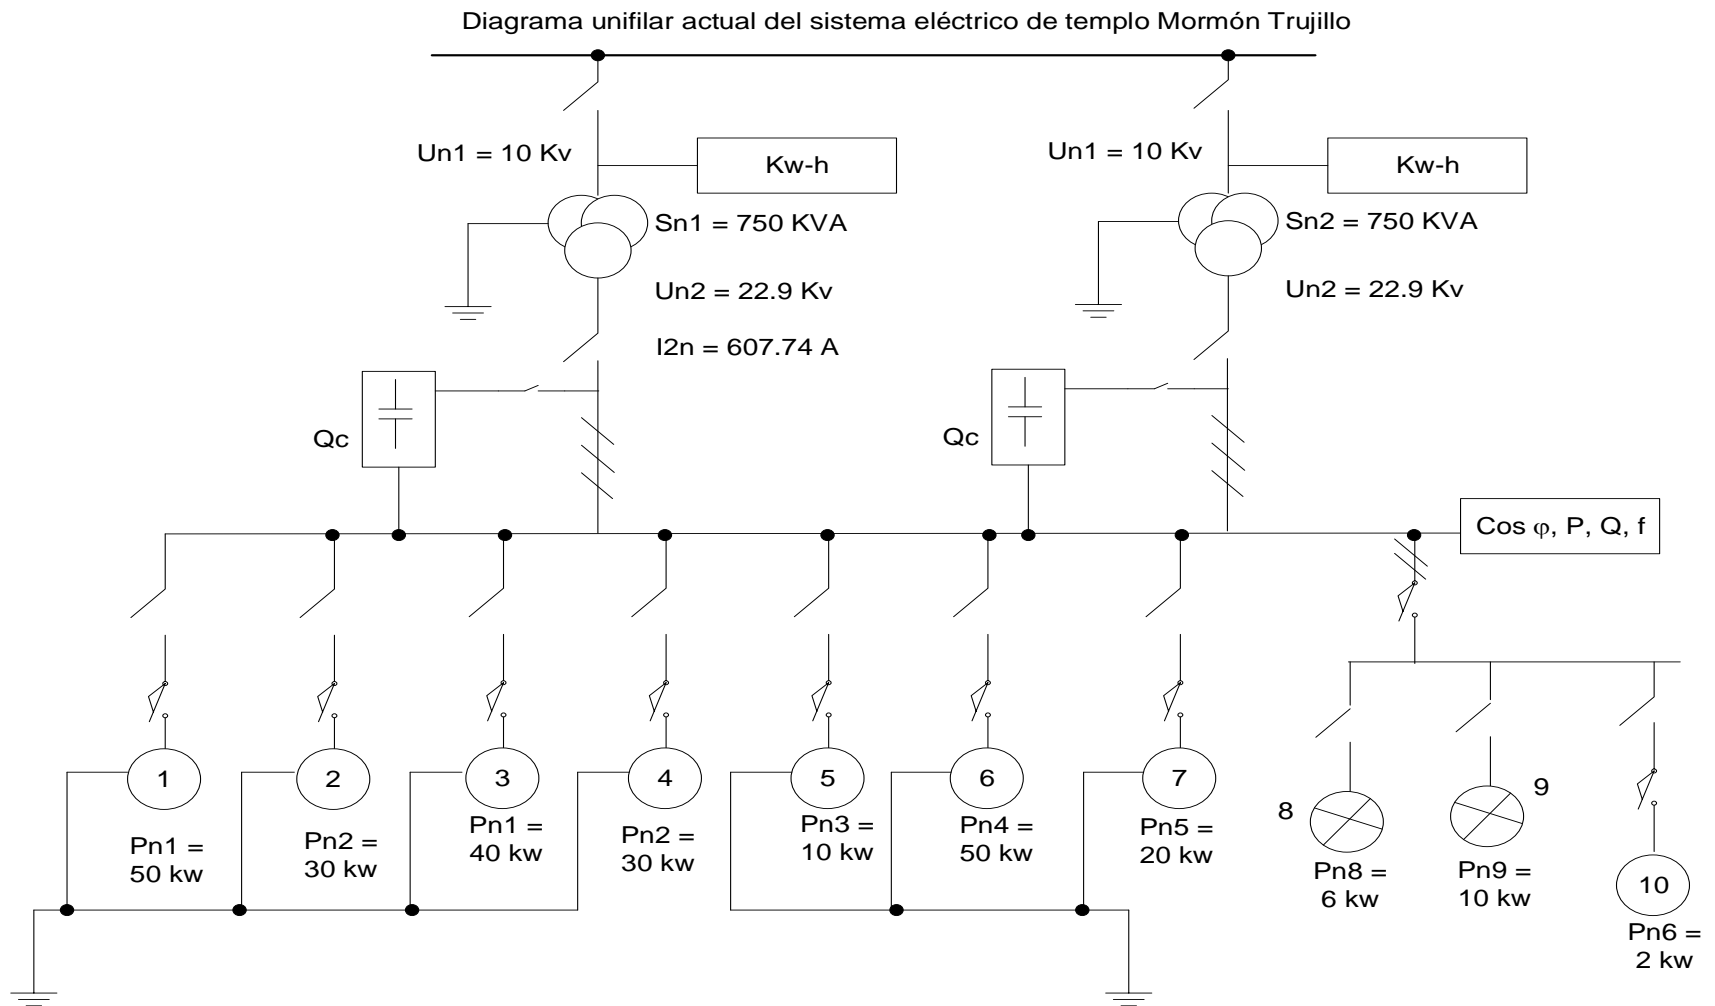 Diagrama unifilar actual del sistema eléctrico de templo Mormón Trujillo
Un1 = 10 Kv
Kw-h
Un1 = 10 Kv
Kw-h
Sn1 = 750 KVA
Sn2 = 750 KVA
Un2 = 22.9 Kv
Un2 = 22.9 Kv
I2n = 607.74 A
Qc
Qc
Cos φ, P, Q, f
1
2
3
4
5
6
7
8
9
10
Pn1 =
50 kw
Pn2 =
30 kw
Pn1 =
40 kw
Pn2 =
30 kw
Pn3 =
10 kw
Pn4 =
50 kw
Pn5 =
20 kw
Pn8 =
6 kw
Pn9 =
10 kw
Pn6 =
2 kw